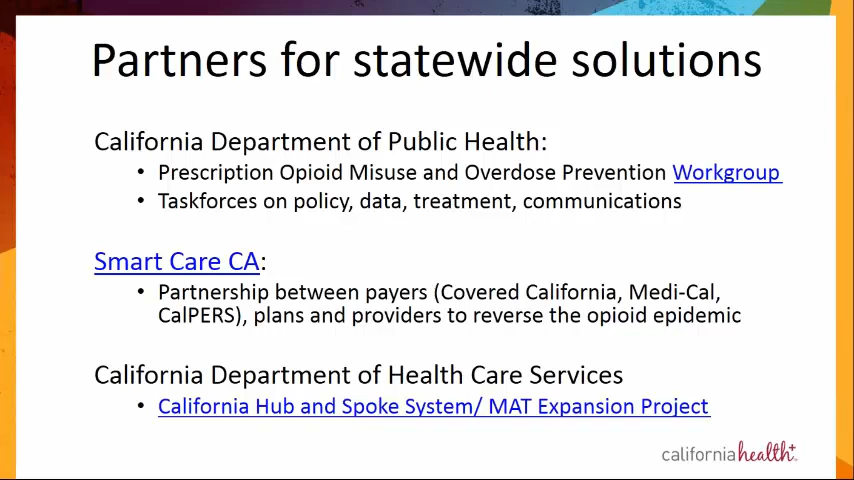 Partners for statewide solutions
California Department of Public Health:
• Prescription Opioid Misuse and Overdose Prevention Workgroup
• Taskforces on policy, data, treatment, communications
Smart Care CA:
• Partnership between payers (Covered California, Medi-Cal,
CalPERS), plans and providers to reverse the opioid epidemic
California Department of Health Care Services
• California Hub and Spoke System/ MAT Expansion Project
californiahealth+